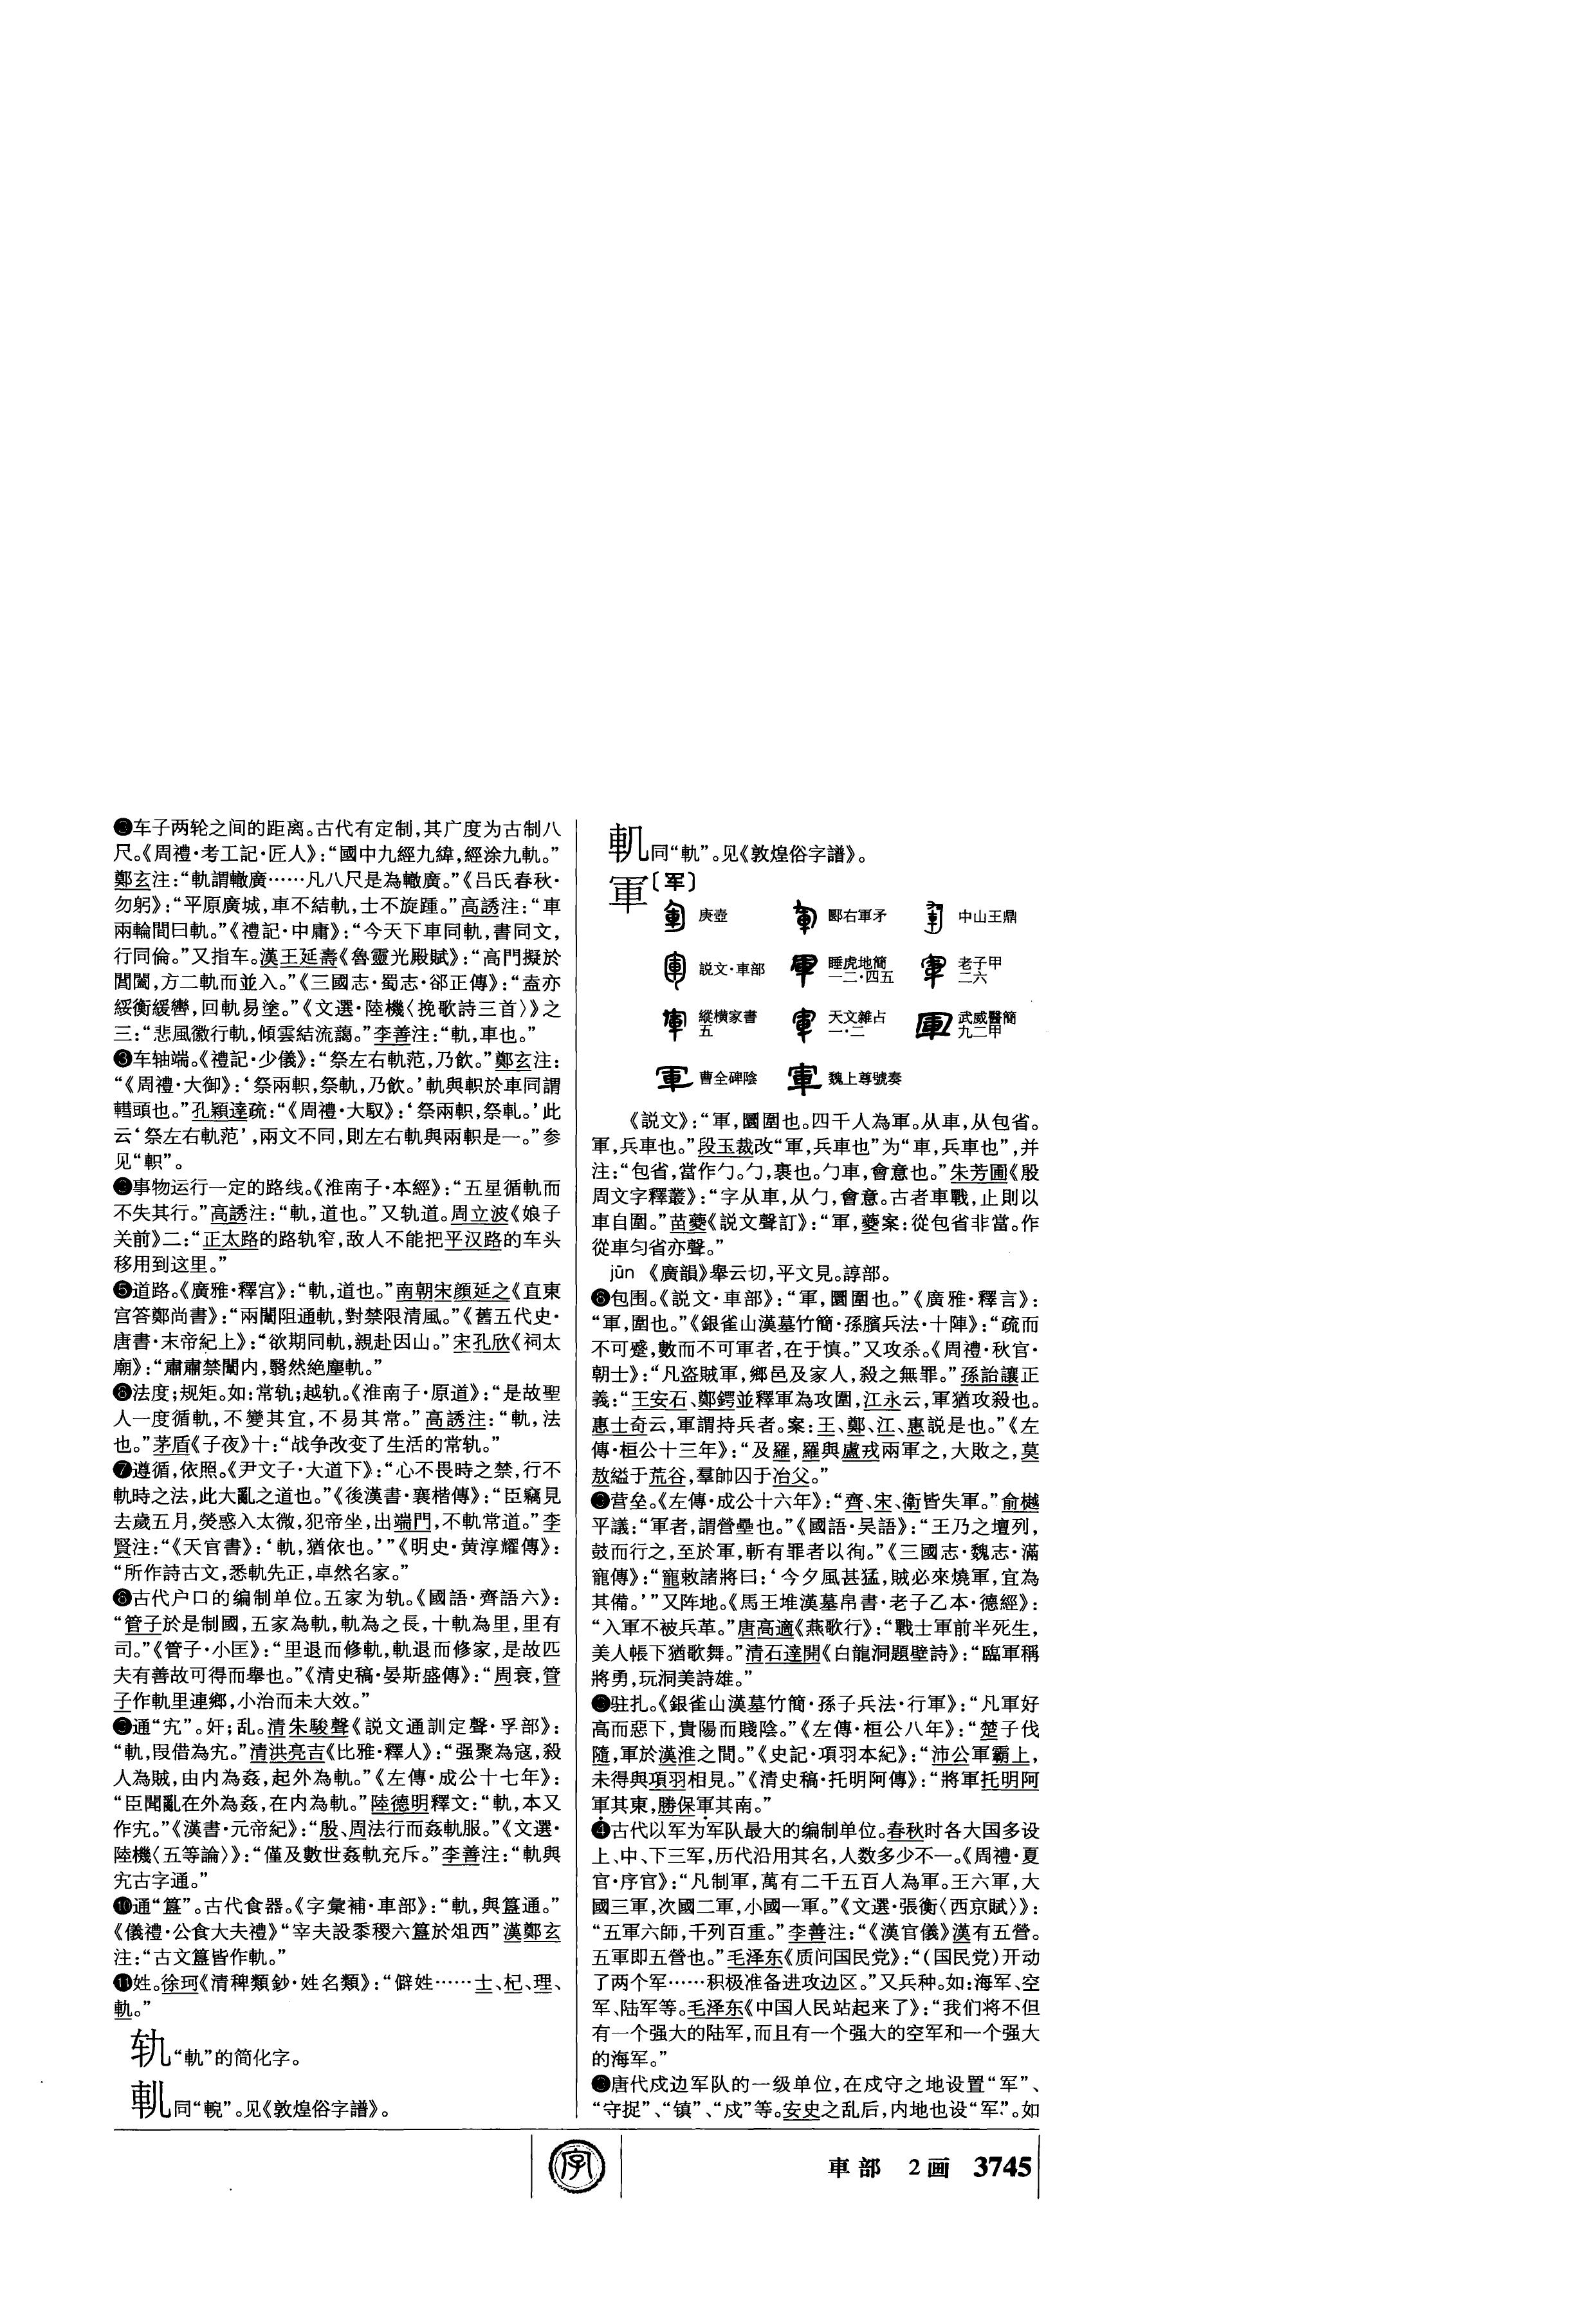 ❷车子两轮之间的距离。古代有定制，其广度为古制八
尺。《周禮·考工記·匠人》：“國中九經九緯，經涂九軌。”
鄭玄注：“軌謂轍廣……凡八尺是為轍廣。”《吕氏春秋·
勿躬》：“平原廣城，車不結軌，士不旋踵。”高誘注：“車
兩輪間曰軌。”《禮記·中庸》：“今天下車同軌，書同文，
行同倫。”又指车。漢王延壽《魯靈光殿賦》：“高門擬於
閶闔，方二軌而並入。”《三國志·蜀志·郤正傳》：“盍亦
綏衡緩轡，回軌易塗。”《文選·陸機〈挽歌詩三首〉》之
三：“悲風徽行軌，傾雲結流藹。”李善注：“軌，車也。”
❸车轴端。《禮記·少儀》：“祭左右軌范，乃飲。”鄭玄注：
“《周禮·大御》：‘祭兩軹，祭軌，乃飲。’軌與軹於車同謂
轊頭也。”孔穎達疏：“《周禮·大馭》：‘祭兩軹，祭軓。’此
云‘祭左右軌范’，兩文不同，則左右軌與兩軹是一。”参
见“軹”。
❹事物运行一定的路线。《淮南子·本經》：“五星循軌而
不失其行。”高誘注：“軌，道也。”又轨道。周立波《娘子
关前》二：“正太路的路轨窄，敌人不能把平汉路的车头
移用到这里。”
❺道路。《廣雅·釋宫》：“軌，道也。”南朝宋顔延之《直東
宫答鄭尚書》：“兩闈阻通軌，對禁限清風。”《舊五代史·
唐書·末帝紀上》：“欲期同軌，親赴因山。”宋孔欣《祠太
廟》：“肅肅禁闈内，翳然絶塵軌。”
❻法度；规矩。如：常轨；越轨。《淮南子·原道》：“是故聖
人一度循軌，不變其宜，不易其常。”高誘注：“軌，法
也。”茅盾《子夜》十：“战争改变了生活的常轨。”
❼遵循，依照。《尹文子·大道下》：“心不畏時之禁，行不
軌時之法，此大亂之道也。”《後漢書·襄楷傳》：“臣竊見
去歲五月，熒惑入太微，犯帝坐，出端門，不軌常道。”李
賢注：“《天官書》：‘軌，猶依也。’”《明史·黄淳耀傳》：
“所作詩古文，悉軌先正，卓然名家。”
❽古代户口的编制单位。五家为轨。《國語·齊語六》：
“管子於是制國，五家為軌，軌為之長，十軌為里，里有
司。”《管子·小匡》：“里退而修軌，軌退而修家，是故匹
夫有善故可得而舉也。”《清史稿·晏斯盛傳》：“周衰，管
子作軌里連鄉，小治而未大效。”
❾通“宄”。奸；乱。清朱駿聲《説文通訓定聲·孚部》：
“軌，叚借為宄。”清洪亮吉《比雅·釋人》：“强聚為寇，殺
人為賊，由内為姦，起外為軌。”《左傳·成公十七年》：
“臣聞亂在外為姦，在内為軌。”陸德明釋文：“軌，本又
作宄。”《漢書·元帝紀》：“殷、周法行而姦軌服。”《文選·
陸機〈五等論〉》：“僅及數世姦軌充斥。”李善注：“軌與
宄古字通。”
❿通“簋”。古代食器。《字彙補·車部》：“軌，與簋通。”
《儀禮·公食大夫禮》“宰夫設黍稷六簋於俎西”漢鄭玄
注：“古文簋皆作軌。”
⓫姓。徐珂《清稗類鈔·姓名類》：“僻姓……士、杞、理、
軌。”
轨“軌”的简化字。
同“輗”。见《敦煌俗字譜》。
同“軌”。见《敦煌俗字譜》。
軍〔军〕
庚壺 郾右軍矛 中山王鼎
説文·車部 睡虎地簡一二·四五 老子甲二六
縱横家書五 天文雜占一·二 武威醫簡九二甲
曹全碑陰 魏上尊號奏
《説文》：“軍，圜圍也。四千人為軍。从車，从包省。
軍，兵車也。”段玉裁改“軍，兵車也”为“車，兵車也”，并
注：“包省，當作勹。勹，裹也。勹車，會意也。”朱芳圃《殷
周文字釋叢》：“字从車，从勹，會意。古者車戰，止則以
車自圍。”苗夔《説文聲訂》：“軍，夔案：從包省非當。作
從車匀省亦聲。”
jūn 《廣韻》舉云切，平文見。諄部。
❶包围。《説文·車部》：“軍，圜圍也。”《廣雅·釋言》：
“軍，圍也。”《銀雀山漢墓竹簡·孫臏兵法·十陣》：“疏而
不可蹙，數而不可軍者，在于慎。”又攻杀。《周禮·秋官·
朝士》：“凡盜賊軍，鄉邑及家人，殺之無罪。”孫詒讓正
義：“王安石、鄭鍔並釋軍為攻圍，江永云，軍猶攻殺也。
惠士奇云，軍謂持兵者。案：王、鄭、江、惠説是也。”《左
傳·桓公十三年》：“及羅，羅與盧戎兩軍之，大敗之，莫
敖縊于荒谷，羣帥囚于冶父。”
❷营垒。《左傳·成公十六年》：“齊、宋、衛皆失軍。”俞樾
平議：“軍者，謂營壘也。”《國語·吴語》：“王乃之壇列，
鼓而行之，至於軍，斬有罪者以徇。”《三國志·魏志·滿
寵傳》：“寵敕諸將曰：‘今夕風甚猛，賊必來燒軍，宜為
其備。’”又阵地。《馬王堆漢墓帛書·老子乙本·德經》：
“入軍不被兵革。”唐高適《燕歌行》：“戰士軍前半死生，
美人帳下猶歌舞。”清石達開《白龍洞題壁詩》：“臨軍稱
將勇，玩洞美詩雄。”
❸驻扎。《銀雀山漢墓竹簡·孫子兵法·行軍》：“凡軍好
高而惡下，貴陽而賤陰。”《左傳·桓公八年》：“楚子伐
隨，軍於漢淮之間。”《史記·項羽本紀》：“沛公軍霸上，
未得與項羽相見。”《清史稿·托明阿傳》：“將軍托明阿
軍其東，勝保軍其南。”
❹古代以军为军队最大的编制单位。春秋时各大国多设
上、中、下三军，历代沿用其名，人数多少不一。《周禮·夏
官·序官》：“凡制軍，萬有二千五百人為軍。王六軍，大
國三軍，次國二軍，小國一軍。”《文選·張衡〈西京賦〉》：
“五軍六師，千列百重。”李善注：“《漢官儀》漢有五營。
五軍即五營也。”毛泽东《质问国民党》：“（国民党）开动
了两个军……积极准备进攻边区。”又兵种。如：海军、空
军、陆军等。毛泽东《中国人民站起来了》：“我们将不但
有一个强大的陆军，而且有一个强大的空军和一个强大
的海军。”
❺唐代戍边军队的一级单位，在戍守之地设置“军”、
“守捉”、“镇”、“戍”等。安史之乱后，内地也设“军”。如
字
車部 2画 3745